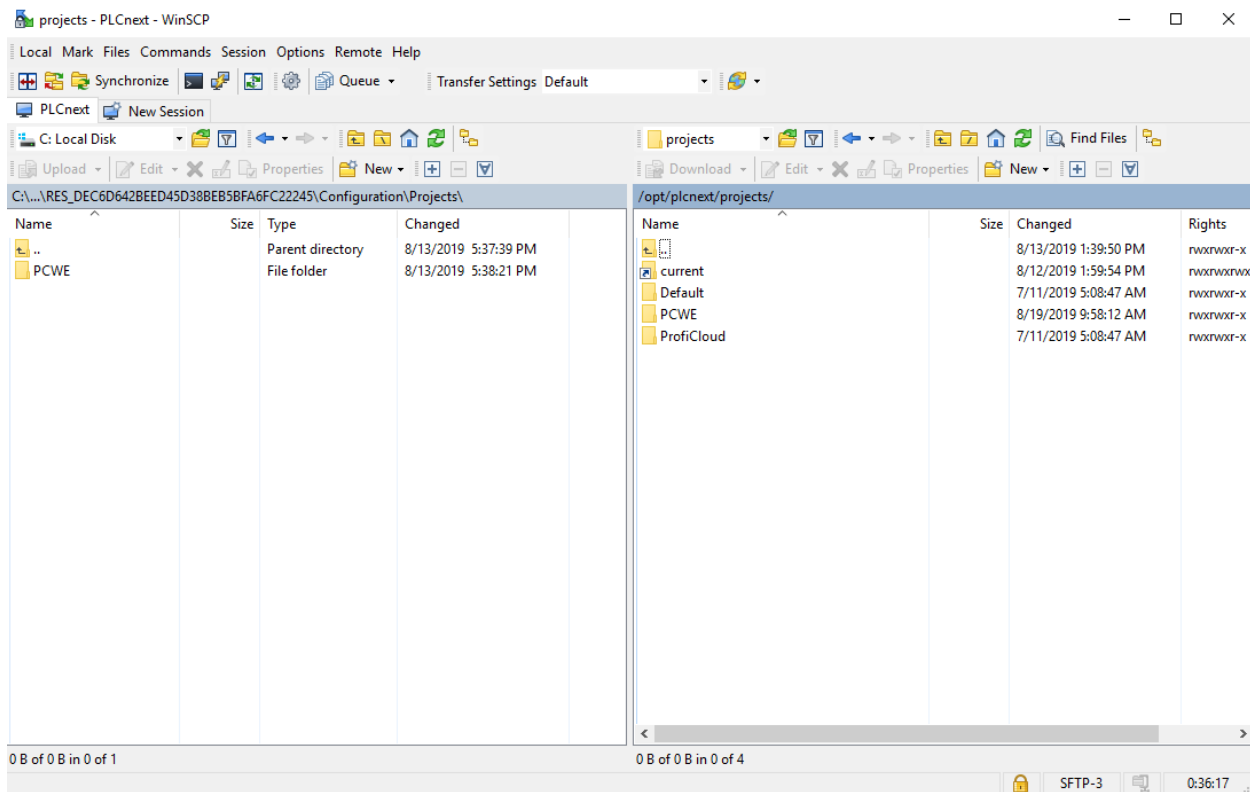 projects - PLCnext - WinSCP
Local Mark Files Commands Session Options Remote Help
Synchronize Queue Transfer Settings Default
PLCnext New Session
C: Local Disk projects Find Files
Upload Edit Properties New Download Edit Properties New
C:\...\RES_DEC6D642BEED45D38BEB5BFA6FC22245\Configuration\Projects\ /opt/plcnext/projects/
Name Size Type Changed Name Size Changed Rights
.. Parent directory 8/13/2019 5:37:39 PM .. 8/13/2019 1:39:50 PM rwxrwxr-x
PCWE File folder 8/13/2019 5:38:21 PM current 8/12/2019 1:59:54 PM rwxrwxrwx
Default 7/11/2019 5:08:47 AM rwxrwxr-x
PCWE 8/19/2019 9:58:12 AM rwxrwxr-x
ProfiCloud 7/11/2019 5:08:47 AM rwxrwxr-x
0 B of 0 B in 0 of 1 0 B of 0 B in 0 of 4
SFTP-3 0:36:17